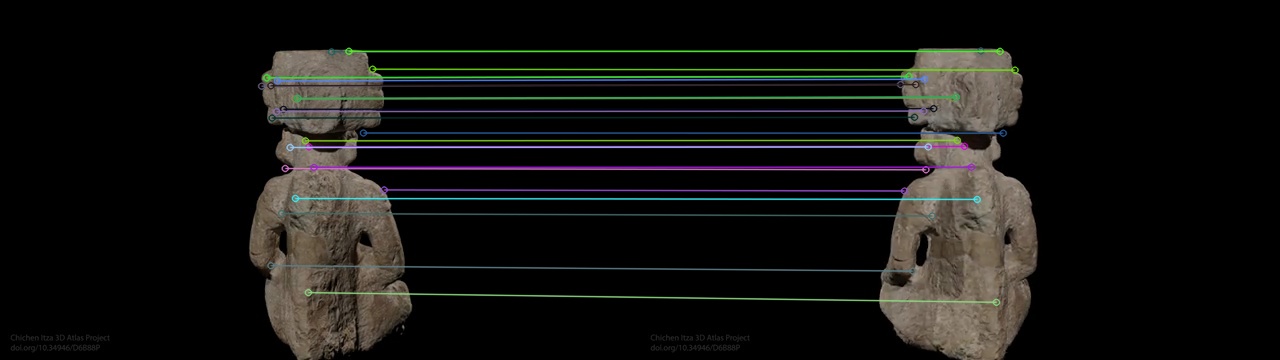 Chichen Itza 3D Atlas Project
doi.org/10.34946/D6B88P
Chichen Itza 3D Atlas Project
doi.org/10.34946/D6B88P